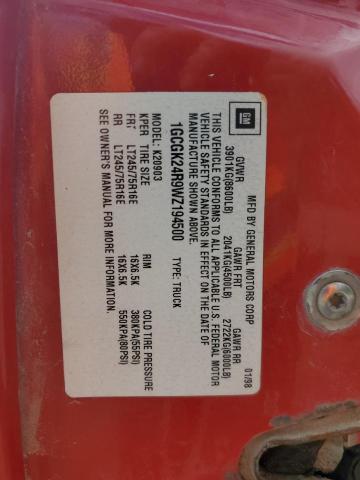 GM
MFD BY GENERAL MOTORS CORP 01/98
GVWR GAWR FRT GAWR RR
3901KG(8600LB) 2041KG(4500LB) 2722KG(6000LB)
THIS VEHICLE CONFORMS TO ALL APPLICABLE U.S. FEDERAL MOTOR
VEHICLE SAFETY STANDARDS IN EFFECT ON THE DATE OF
MANUFACTURE SHOWN ABOVE.
1GCGK24R9WZ194500 TYPE: TRUCK
MODEL: K20903
KPER TIRE SIZE RIM COLD TIRE PRESSURE
FRT LT245/75R16E 16X6.5K 380KPA(55PSI)
RR LT245/75R16E 16X6.5K 550KPA(80PSI)
SEE OWNER'S MANUAL FOR MORE INFORMATION.